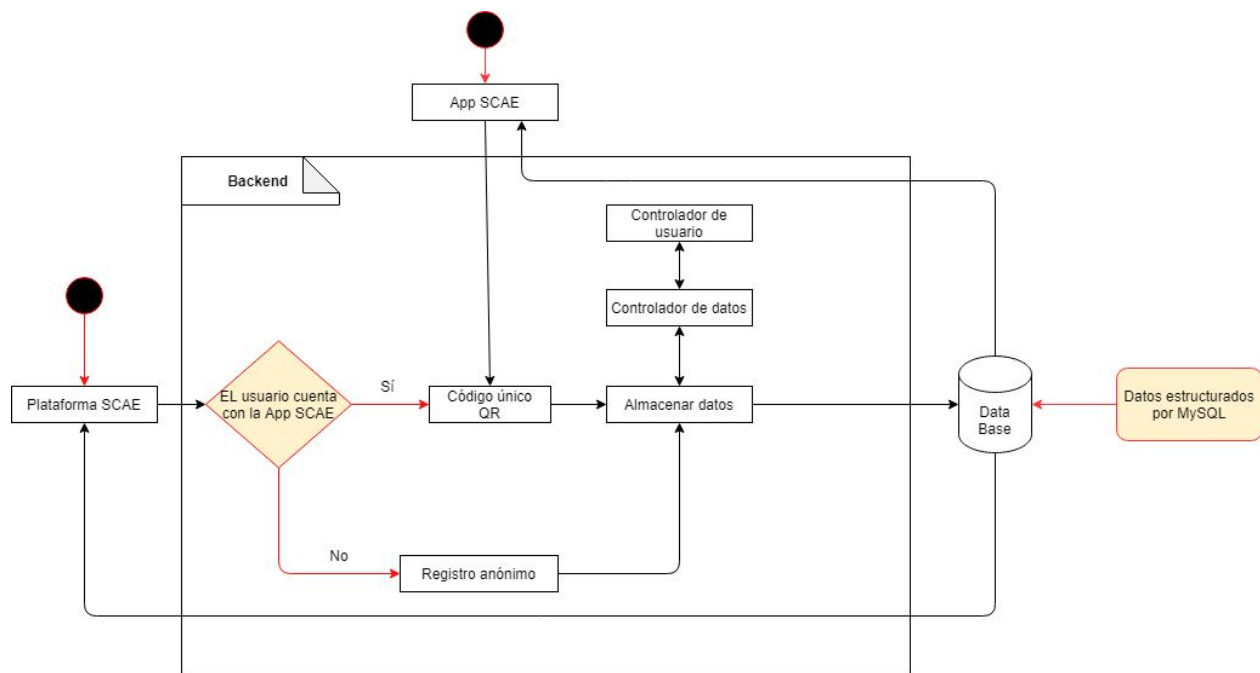 App SCAE
Backend
Controlador de
usuario
Controlador de datos
Plataforma SCAE
EL usuario cuenta
con la App SCAE
Sí
Código único
QR
Almacenar datos
Data
Base
Datos estructurados
por MySQL
No
Registro anónimo